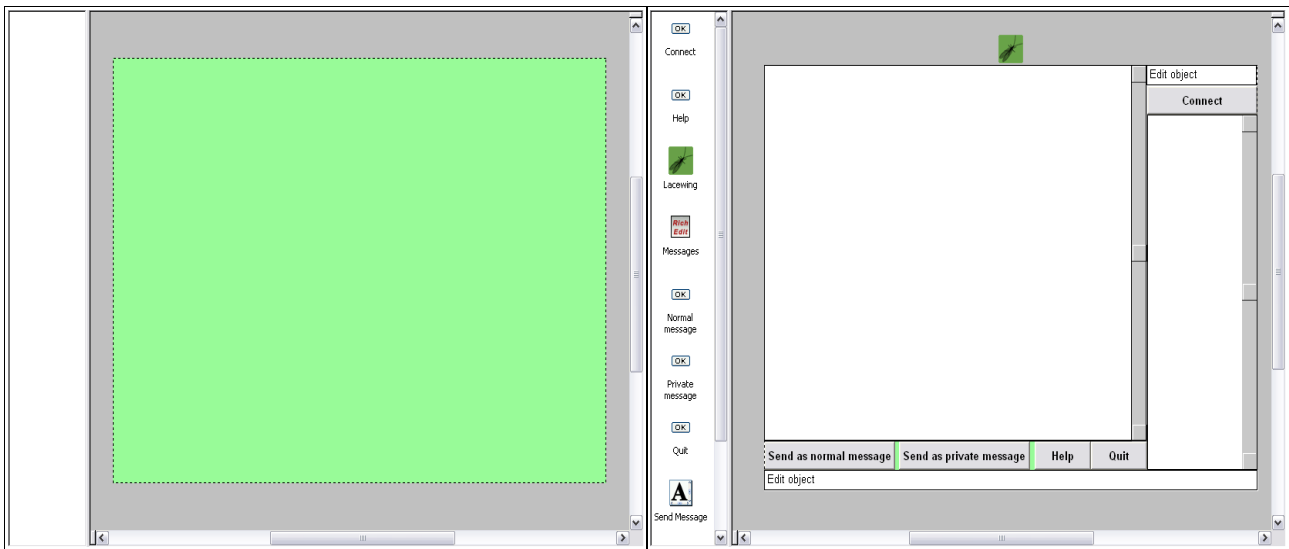 OK
Connect
OK
Help
Lacewing
Rich
Edit
Messages
OK
Normal
message
OK
Private
message
OK
Quit
A
Send Message
Edit object
Connect
Send as normal message
Send as private message
Help
Quit
Edit object